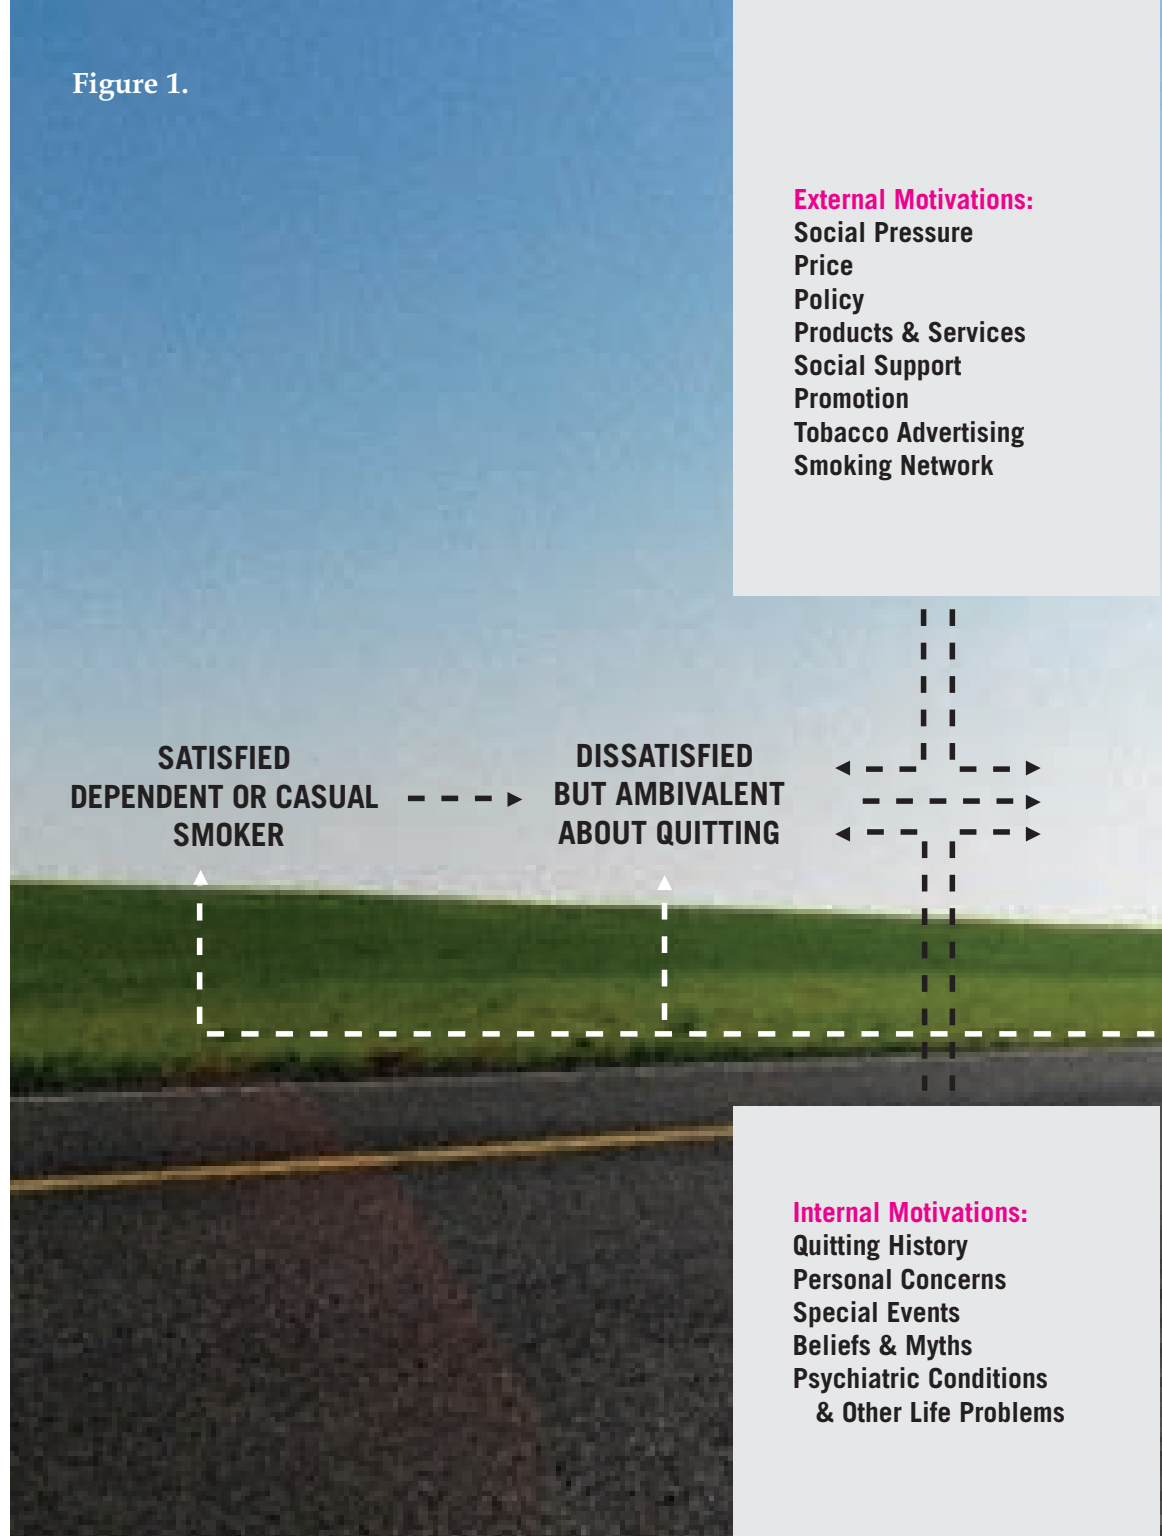 Figure 1.
External Motivations:
Social Pressure
Price
Policy
Products & Services
Social Support
Promotion
Tobacco Advertising
Smoking Network
SATISFIED
DEPENDENT OR CASUAL
SMOKER
DISSATISFIED
BUT AMBIVALENT
ABOUT QUITTING
Internal Motivations:
Quitting History
Personal Concerns
Special Events
Beliefs & Myths
Psychiatric Conditions
& Other Life Problems